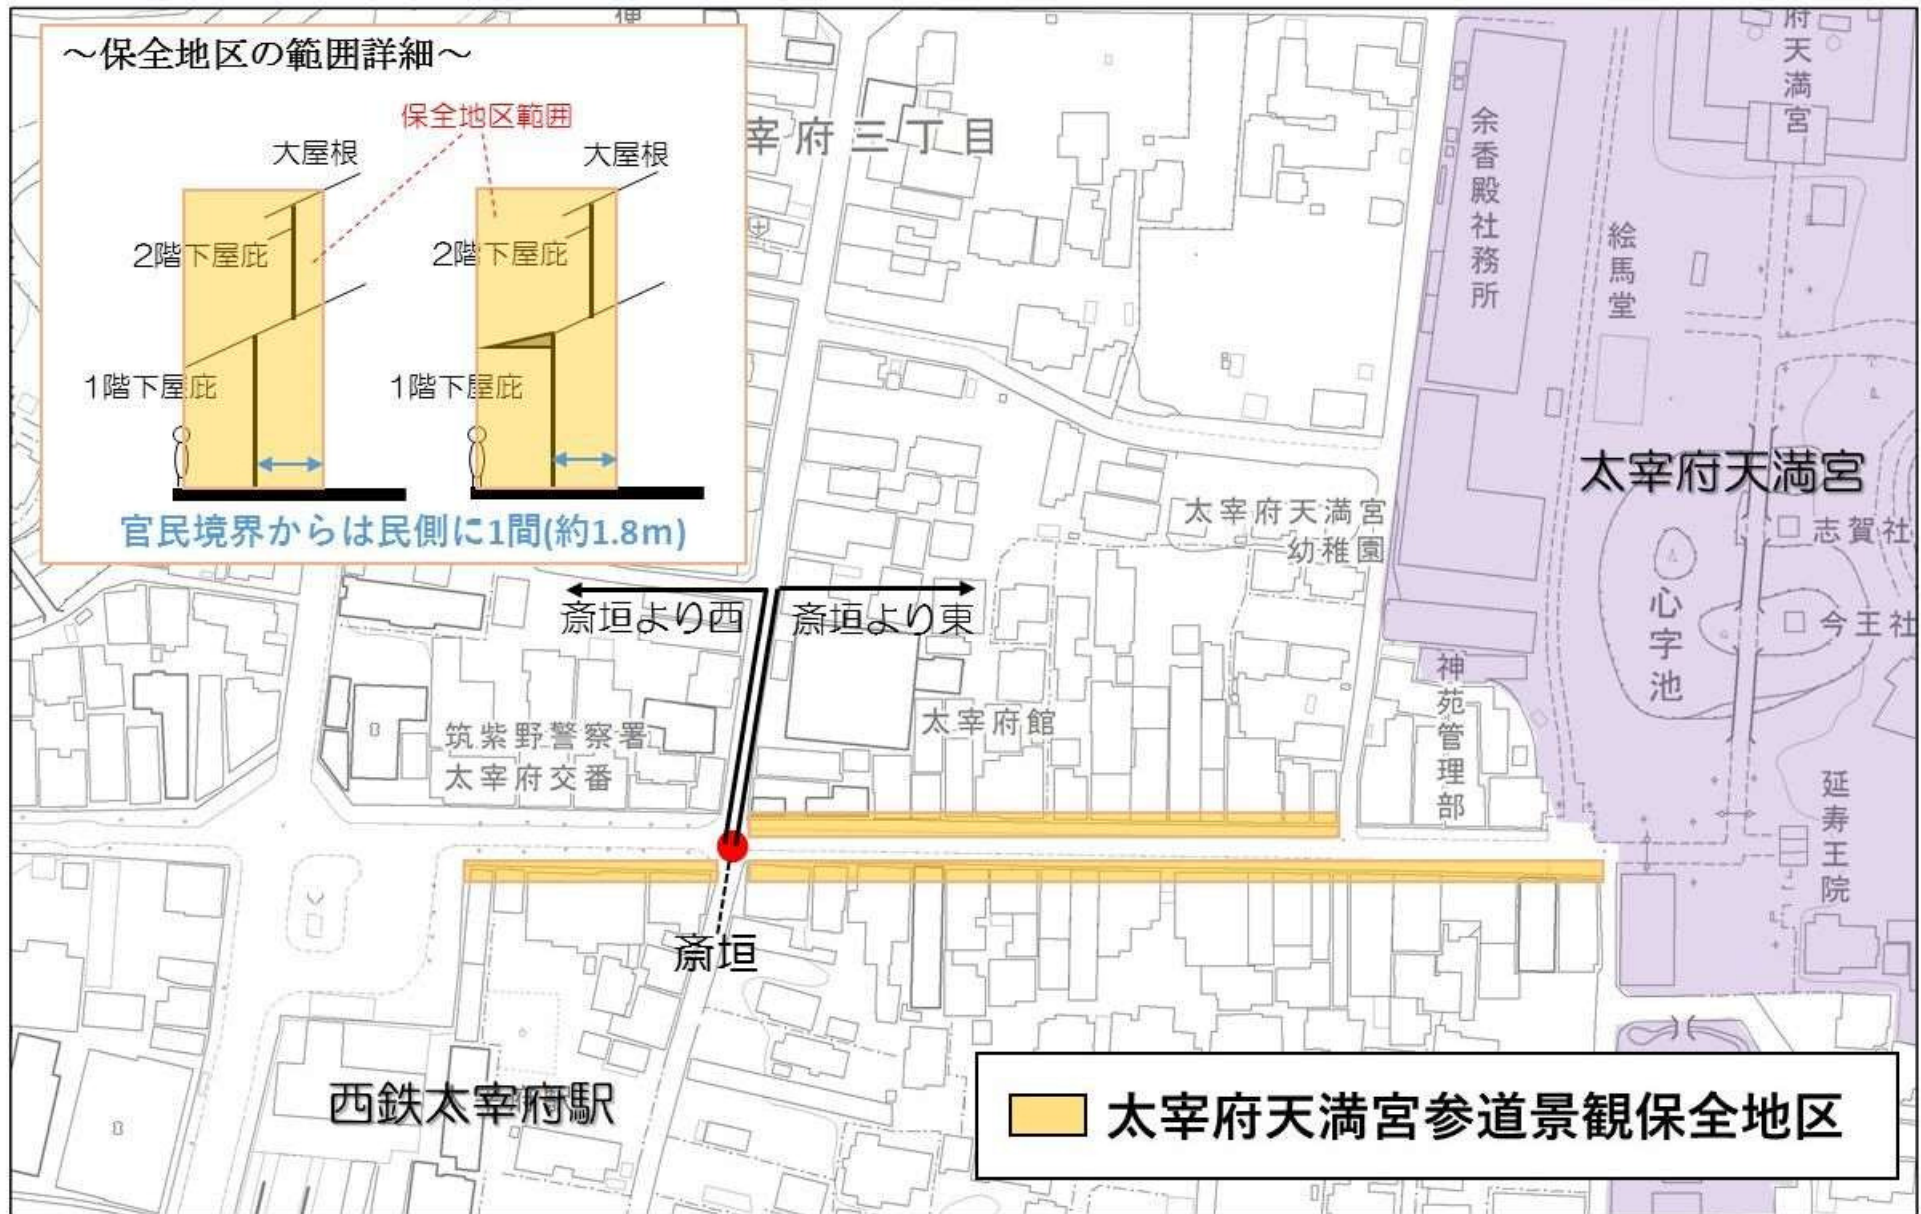 ～保全地区の範囲詳細～
保全地区範囲
大屋根
大屋根
2階下屋庇
2階下屋庇
1階下屋庇
1階下屋庇
官民境界からは民側に1間(約1.8m)
宰府三丁目
府天満宮
余香殿社務所
絵馬堂
太宰府天満宮
志賀社
心字池
今王社
太宰府天満宮
幼稚園
斎垣より西
斎垣より東
筑紫野警察署
太宰府交番
太宰府館
神苑管理部
延寿王院
斎垣
西鉄太宰府駅
太宰府天満宮参道景観保全地区